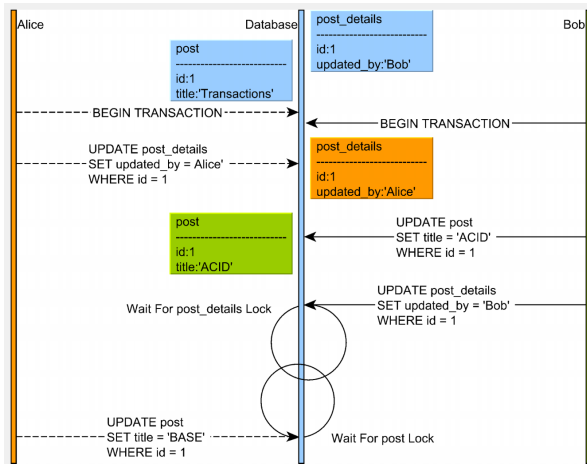 Alice
Database
Bob
post_details
----------------------------
id:1
updated_by:'Bob'
post
----------------------------
id:1
title:'Transactions'
BEGIN TRANSACTION
BEGIN TRANSACTION
UPDATE post_details
SET updated_by = Alice'
WHERE id = 1
post_details
----------------------------
id:1
updated_by:'Alice'
post
----------------------------
id:1
title:'ACID'
UPDATE post
SET title = 'ACID'
WHERE id = 1
UPDATE post_details
SET updated_by = 'Bob'
WHERE id = 1
Wait For post_details Lock
UPDATE post
SET title = 'BASE'
WHERE id = 1
Wait For post Lock